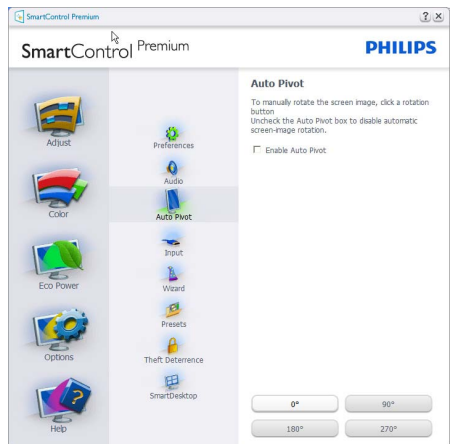 SmartControl Premium
? X
SmartControl Premium
PHILIPS
Adjust
Color
Eco Power
Options
Help
Preferences
Audio
Auto Pivot
Input
Wizard
Presets
Theft Deterrence
SmartDesktop
Auto Pivot
To manually rotate the screen image, click a rotation
button
Uncheck the Auto Pivot box to disable automatic
screen-image rotation.
Enable Auto Pivot
0° 90°
180° 270°